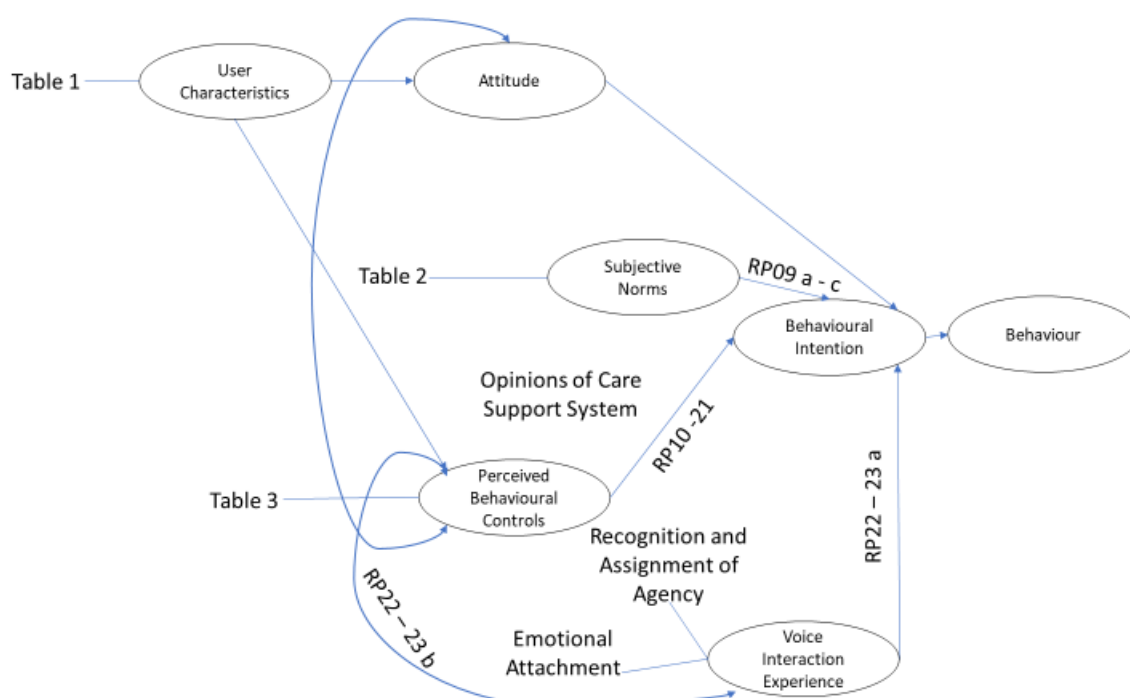 Table 1
User
Characteristics
Attitude
Table 2
Subjective
Norms
RP09 a - c
Behavioural
Intention
Behaviour
Opinions of Care
Support System
RP10 -21
Table 3
Perceived
Behavioural
Controls
RP22 – 23 a
Recognition and
Assignment of
Agency
RP22 – 23 b
Emotional
Attachment
Voice
Interaction
Experience